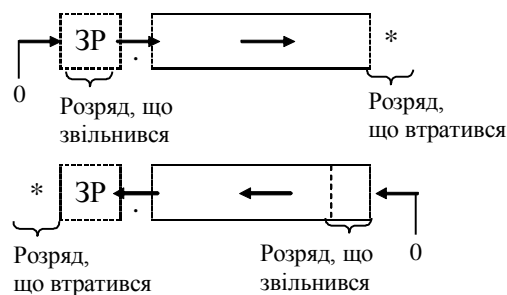 ЗР . *
0
Розряд, що
звільнився
Розряд,
що втратився
* ЗР .
0
Розряд,
що втратився
Розряд, що
звільнився